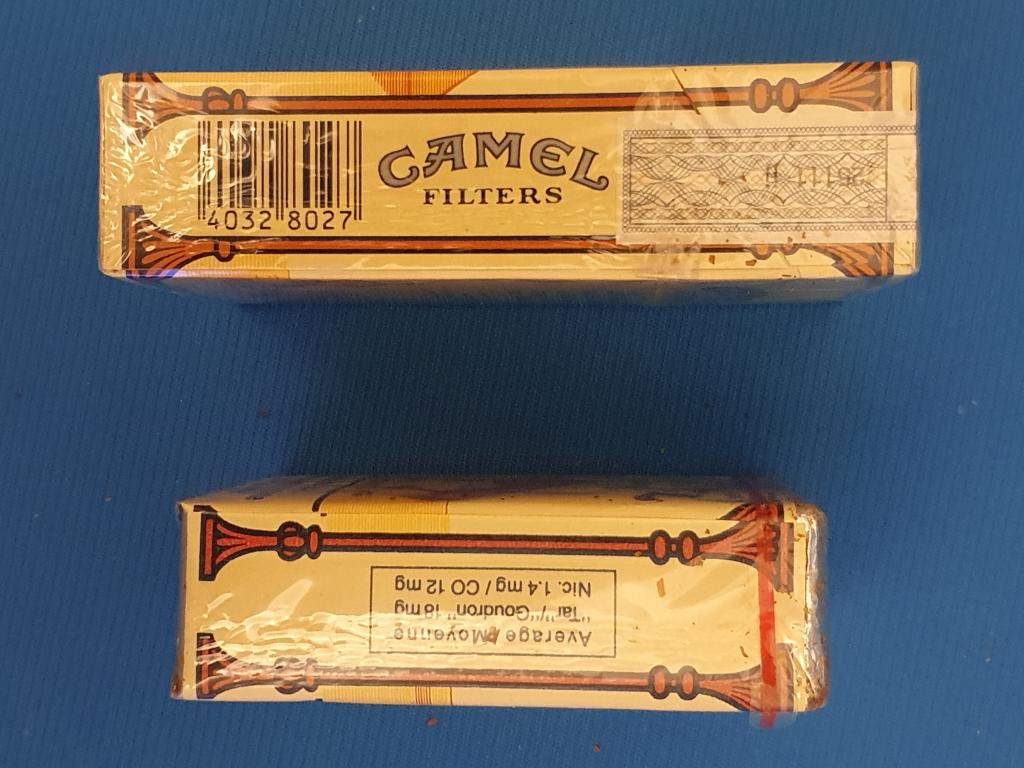 CAMEL
FILTERS
4032 8027
Average/Moyenne
"Tar"/"Goudron" 18 mg
Nic. 1.4 mg / CO 12 mg